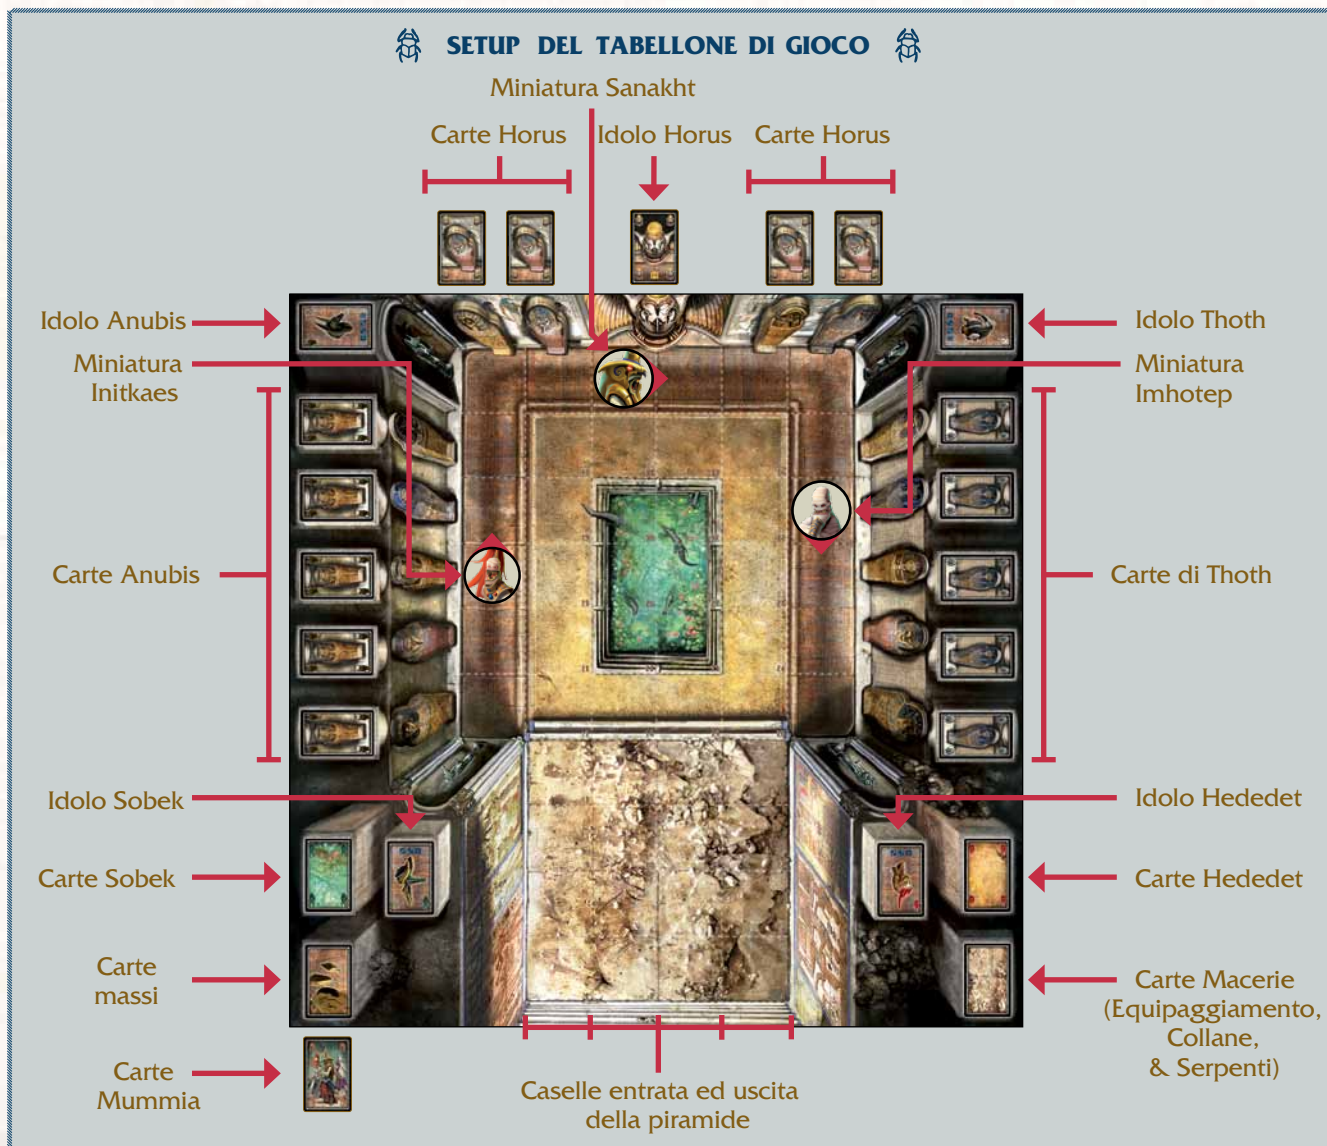 SETUP DEL TABELLONE DI GIOCO
Miniatura Sanakht
Carte Horus
Idolo Horus
Carte Horus
Idolo Anubis
Idolo Thoth
Miniatura
Initkaes
Miniatura
Imhotep
Carte Anubis
Carte di Thoth
Idolo Sobek
Idolo Hededet
Carte Sobek
Carte Hededet
Carte
massi
Carte Macerie
(Equipaggiamento,
Collane,
& Serpenti)
Carte
Mummia
Caselle entrata ed uscita
della piramide